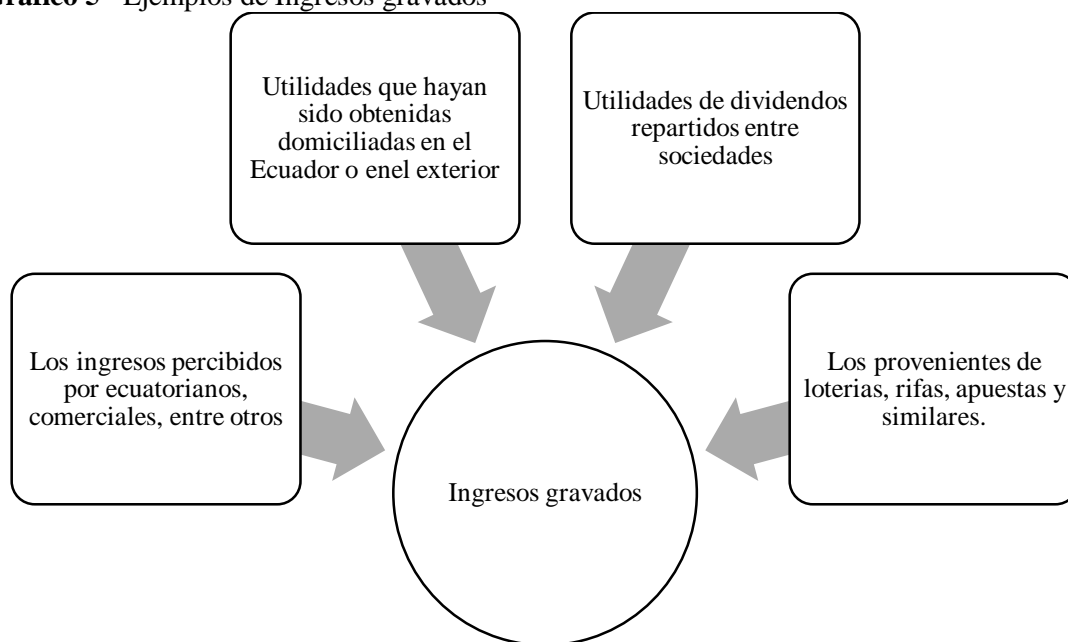 Gráfico 5 Ejemplos de Ingresos gravados
Utilidades que hayan
sido obtenidas
domiciliadas en el
Ecuador o enel exterior
Utilidades de dividendos
repartidos entre
sociedades
Los ingresos percibidos
por ecuatorianos,
comerciales, entre otros
Los provenientes de
loterias, rifas, apuestas y
similares.
Ingresos gravados